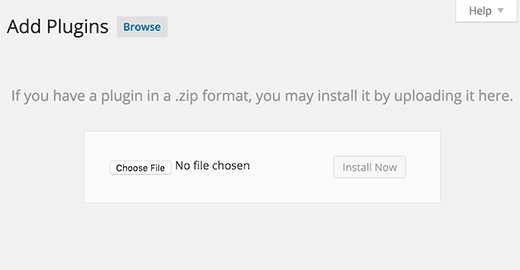 Help
Add Plugins Browse
If you have a plugin in a .zip format, you may install it by uploading it here.
Choose File No file chosen Install Now